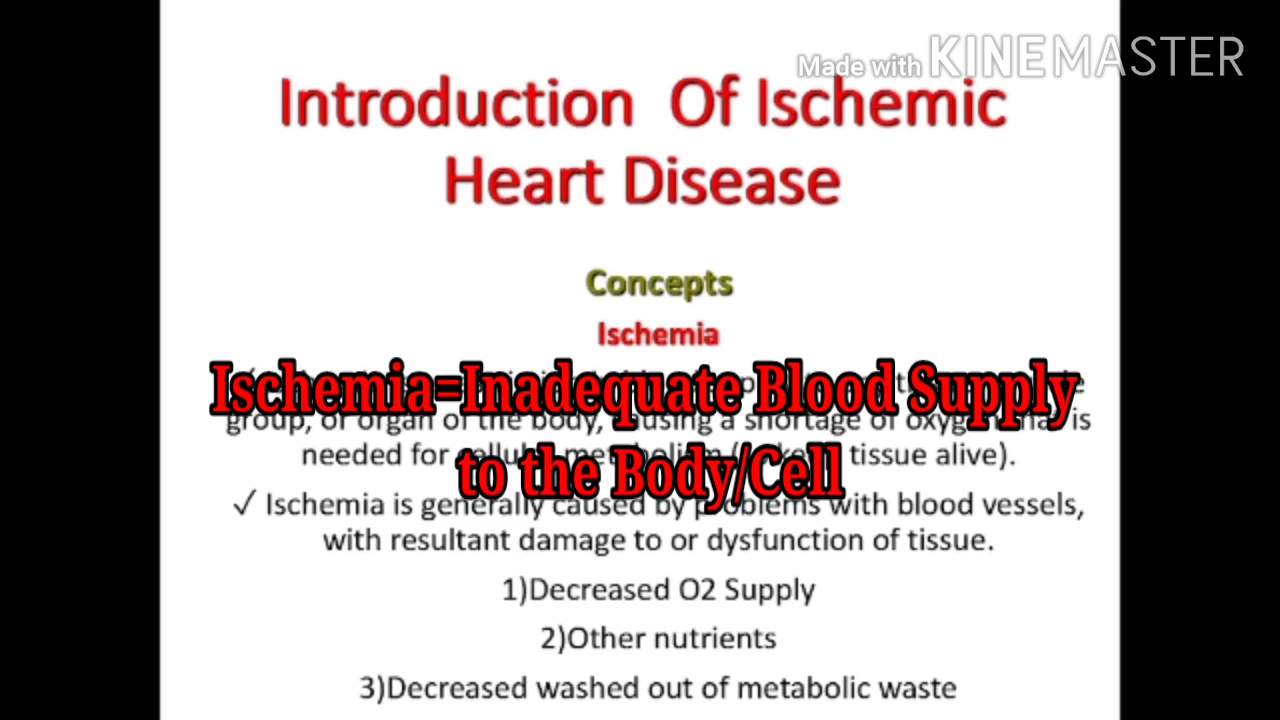 Made with KINEMASTER
Introduction Of Ischemic
Heart Disease
Concepts
Ischemia
Ischemia=Inadequate Blood Supply
to the Body/Cell
group, or organ of the body, causing a shortage of
is
needed for cellular metabolism
tissue alive).
✓ Ischemia is generally caused by problems with blood vessels,
with resultant damage to or dysfunction of tissue.
1)Decreased O2 Supply
2)Other nutrients
3)Decreased washed out of metabolic waste